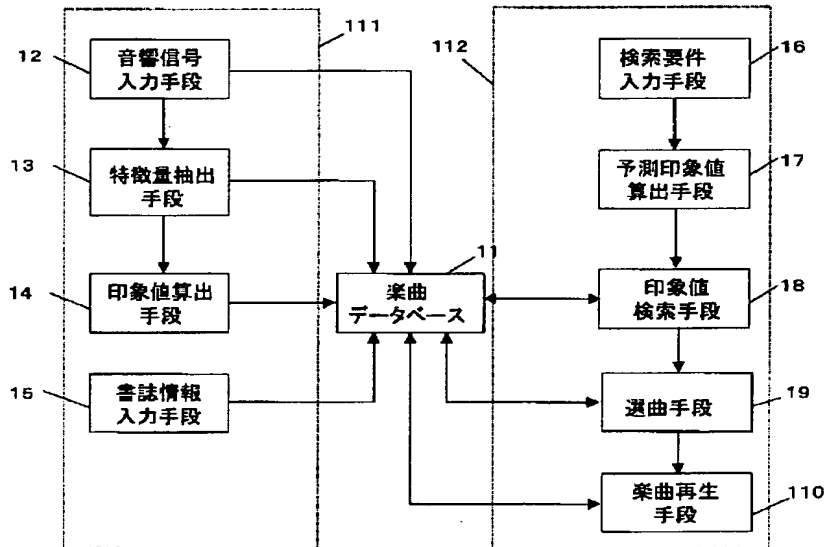 111
12
音響信号
入力手段
13
特徴量抽出
手段
14
印象値算出
手段
15
書誌情報
入力手段
11
楽曲
データベース
112
16
検索要件
入力手段
17
予測印象値
算出手段
18
印象値
検索手段
19
選曲手段
110
楽曲再生
手段